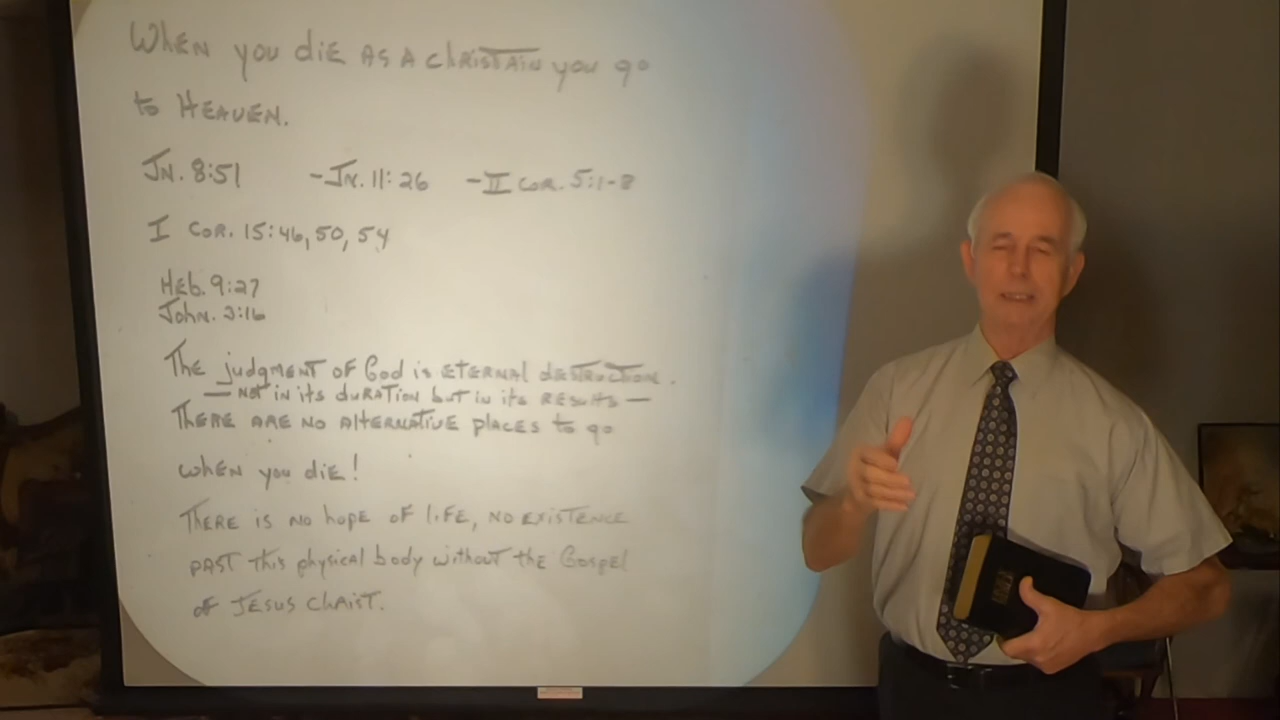 WHEN you diE AS A ChRiSTAiN you go
to HEAVEN.
JN. 8:51 -JN. 11:26 -II COR. 5:1-8
I COR. 15:46,50,54
HEb. 9:27
JohN. 3:16
ThE judgmENT OF God is ETERNAl dESTRUCTiON.
— NOT iN iTS duRATiON but iN iTS RESulTS —
ThERE ARE NO AlTERNATivE plACES to go
whEN you diE!
ThERE iS NO hopE OF liFE, NO EXiSTENCE
pAST This physicAl body wiThouT thE GospEl
oF JESUS ChRiST.